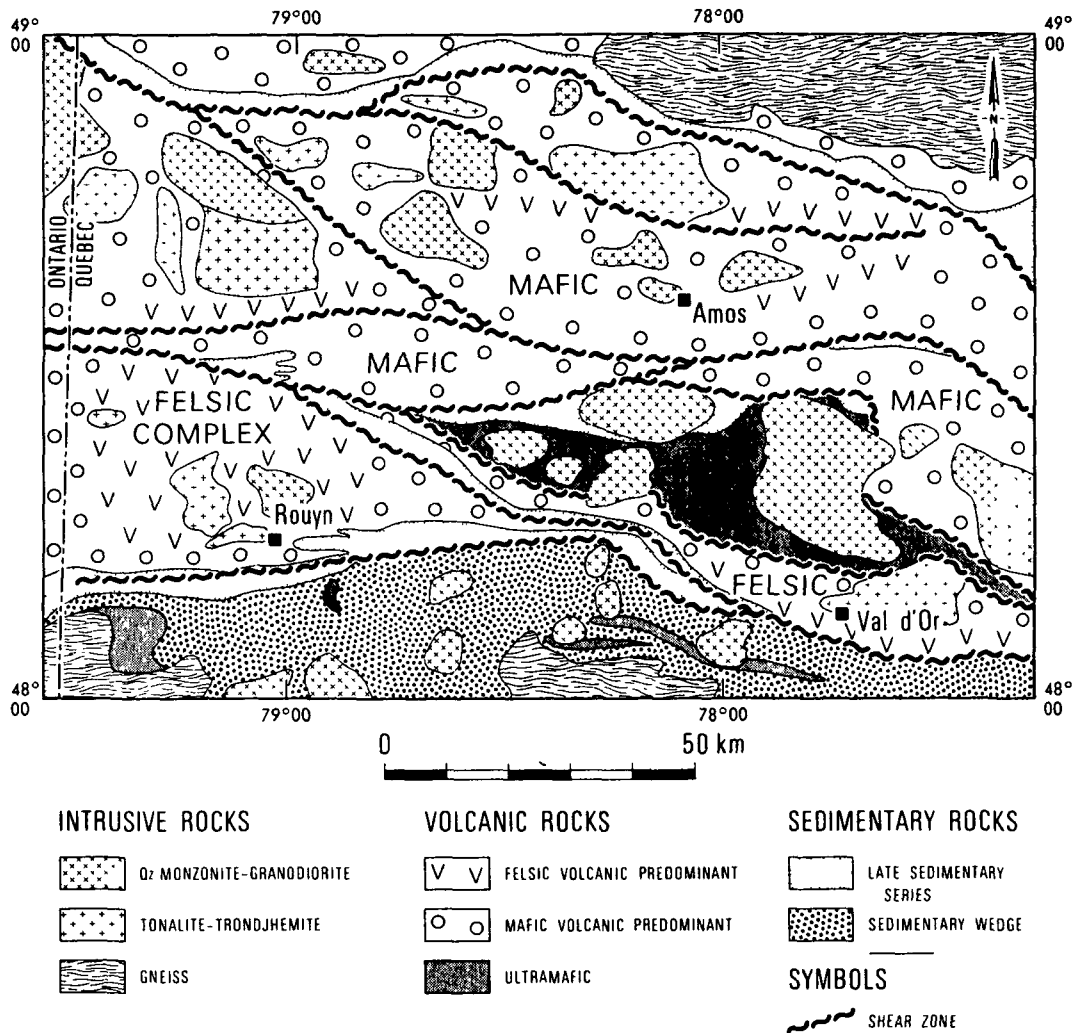 79°00
78°00
49°
00
49°
00
N
ONTARIO
QUEBEC
MAFIC
Amos
MAFIC
MAFIC
FELSIC
COMPLEX
Rouyn
FELSIC
Val d'Or
48°
00
48°
00
79°00
78°00
0
50 km
INTRUSIVE ROCKS
Qz MONZONITE-GRANODIORITE
TONALITE-TRONDJHEMITE
GNEISS
VOLCANIC ROCKS
FELSIC VOLCANIC PREDOMINANT
MAFIC VOLCANIC PREDOMINANT
ULTRAMAFIC
SEDIMENTARY ROCKS
LATE SEDIMENTARY
SERIES
SEDIMENTARY WEDGE
SYMBOLS
SHEAR ZONE